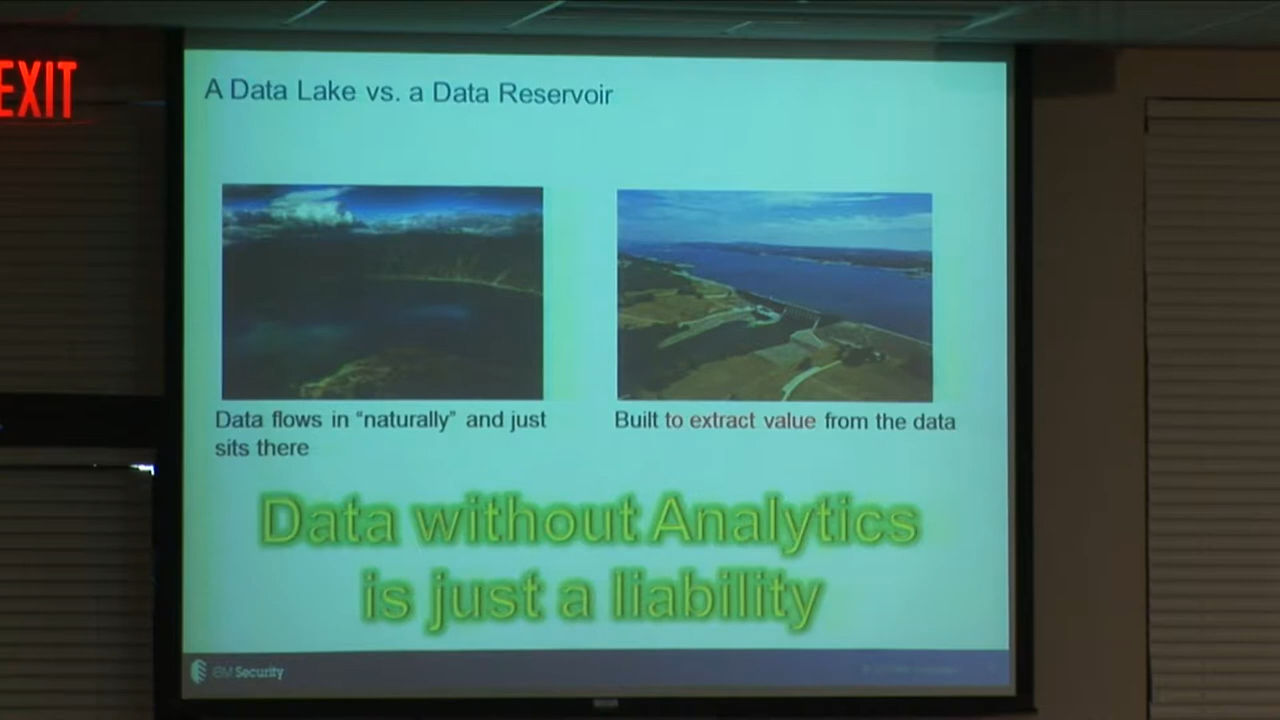 EXIT
A Data Lake vs. a Data Reservoir
Data flows in “naturally” and just
sits there
Built to extract value from the data
Data without Analytics
is just a liability
IBM Security